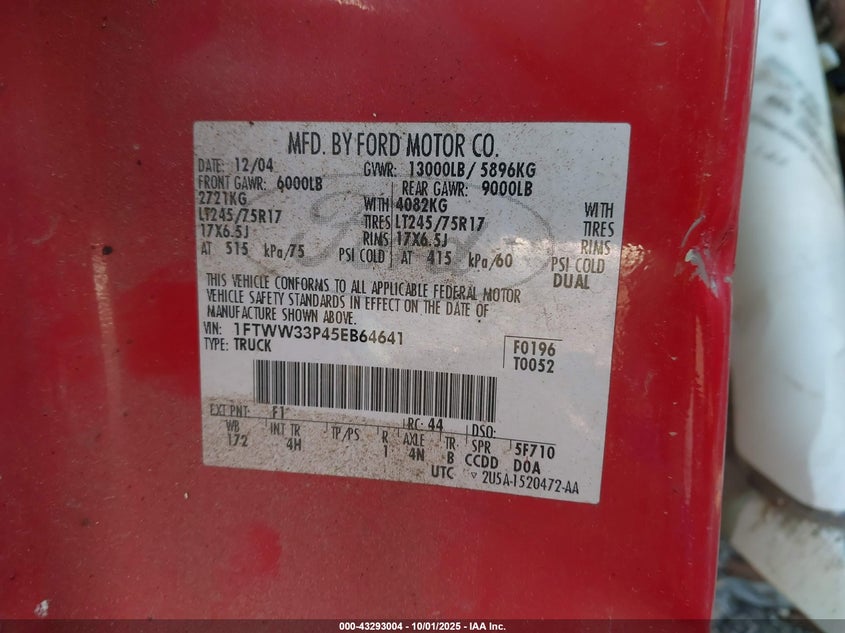 MFD. BY FORD MOTOR CO.
DATE: 12/04 GVWR: 13000LB/ 5896KG
FRONT GAWR: 6000LB REAR GAWR: 9000LB
2721KG WITH 4082KG WITH
LT245/75R17 TIRES LT245/75R17 TIRES
17X6.5J RIMS 17X6.5J RIMS
AT 515 kPa/75 PSI COLD AT 415 kPa/60 PSI COLD
DUAL
THIS VEHICLE CONFORMS TO ALL APPLICABLE FEDERAL MOTOR
VEHICLE SAFETY STANDARDS IN EFFECT ON THE DATE OF
MANUFACTURE SHOWN ABOVE.
VIN: 1FTWW33P45EB64641
TYPE: TRUCK
F0196
T0052
EXT PNT: F1 RC: 44 DSO:
WB INT TR TP/PS R AXLE TR SPR 5F710
172 4H 1 4N B CCDD D0A
UTC ▿ 2U5A-1520472-AA
Ford
000-43293004 - 10/01/2025 - IAA Inc.